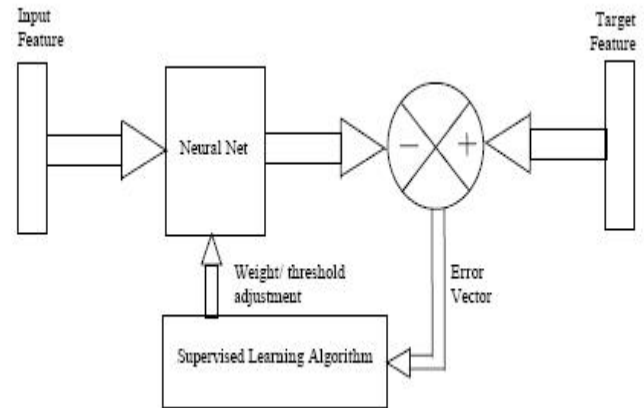 Input
Feature
Target
Feature
Neural Net
−
+
Weight/ threshold
adjustment
Error
Vector
Supervised Learning Algorithm